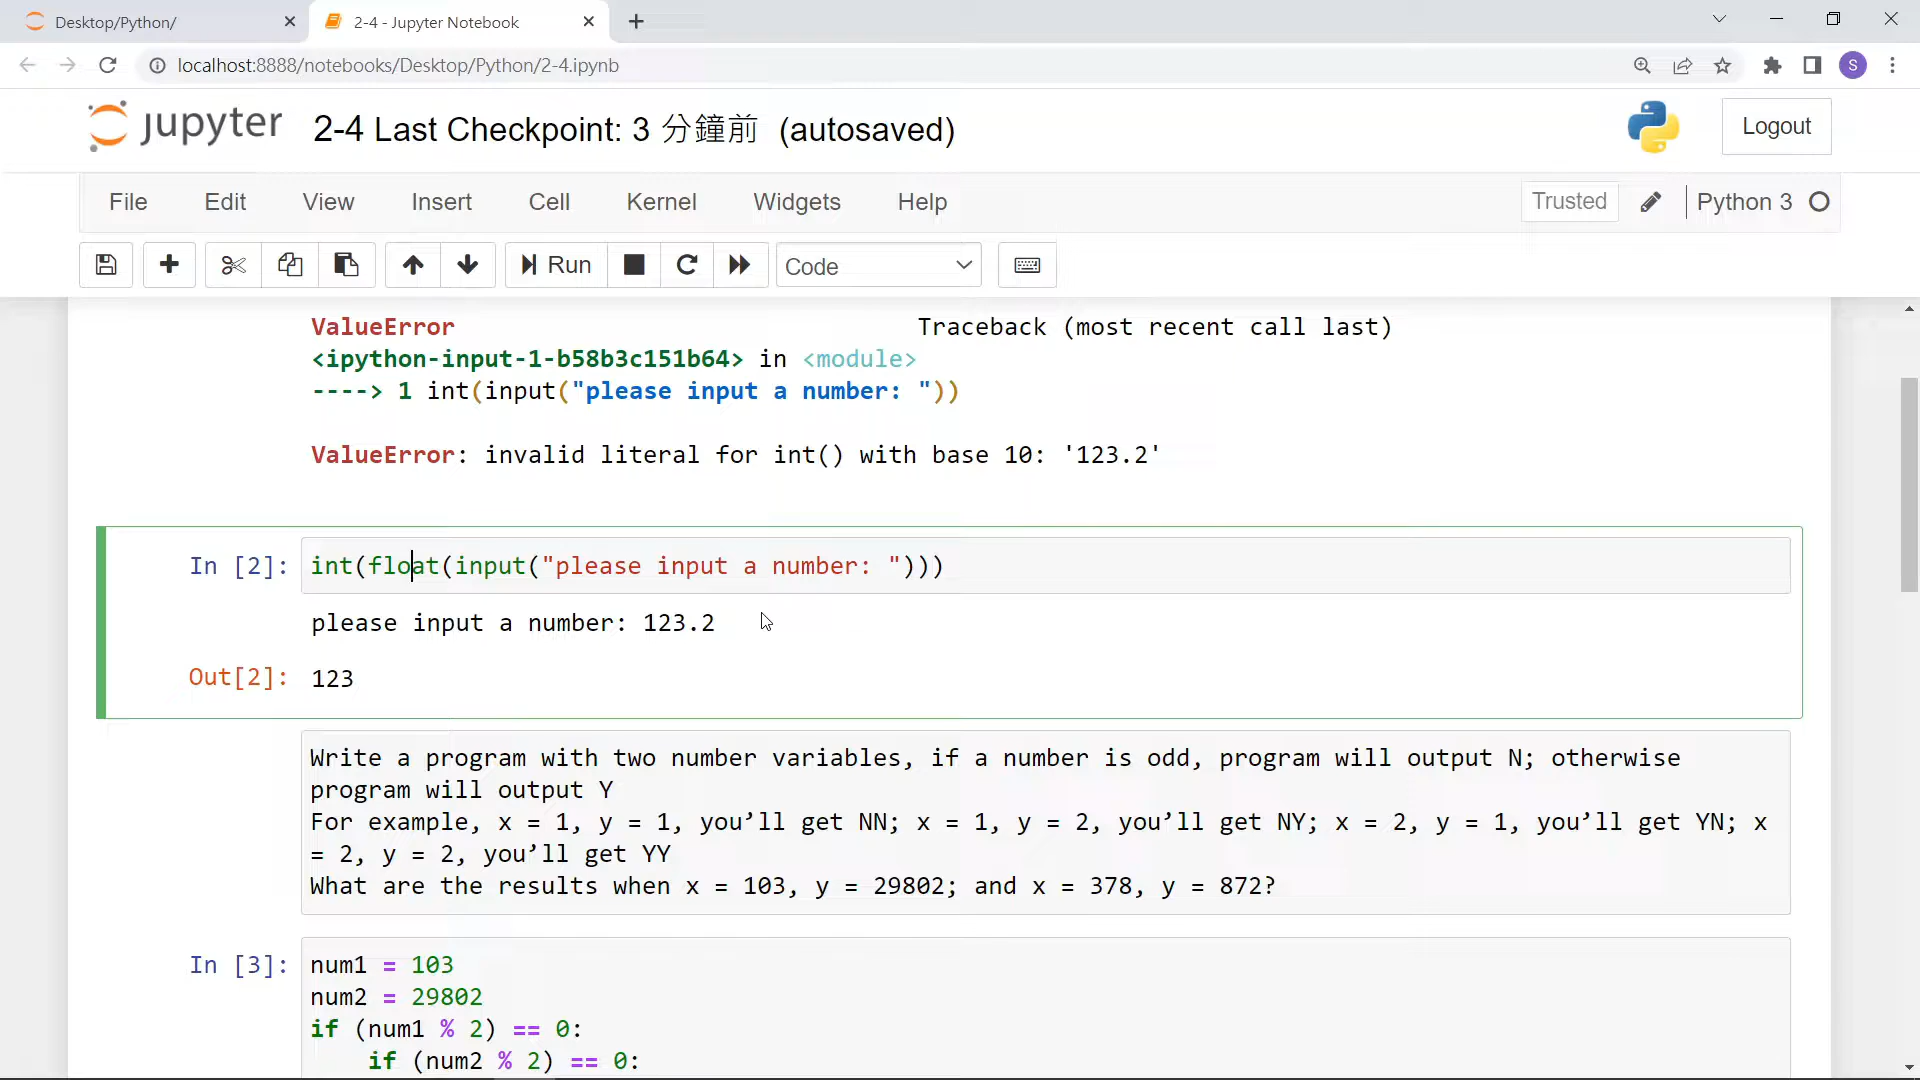 Desktop/Python/
2-4 - Jupyter Notebook
localhost:8888/notebooks/Desktop/Python/2-4.ipynb
S
jupyter 2-4 Last Checkpoint: 3 分鐘前 (autosaved)
Logout
File Edit View Insert Cell Kernel Widgets Help
Trusted Python 3
Run Code
ValueError Traceback (most recent call last)
<ipython-input-1-b58b3c151b64> in <module>
----> 1 int(input("please input a number: "))
ValueError: invalid literal for int() with base 10: '123.2'
In [2]: int(float(input("please input a number: ")))
please input a number: 123.2
Out[2]: 123
Write a program with two number variables, if a number is odd, program will output N; otherwise
program will output Y
For example, x = 1, y = 1, you’ll get NN; x = 1, y = 2, you’ll get NY; x = 2, y = 1, you’ll get YN; x
= 2, y = 2, you’ll get YY
What are the results when x = 103, y = 29802; and x = 378, y = 872?
In [3]: num1 = 103
num2 = 29802
if (num1 % 2) == 0:
if (num2 % 2) == 0: